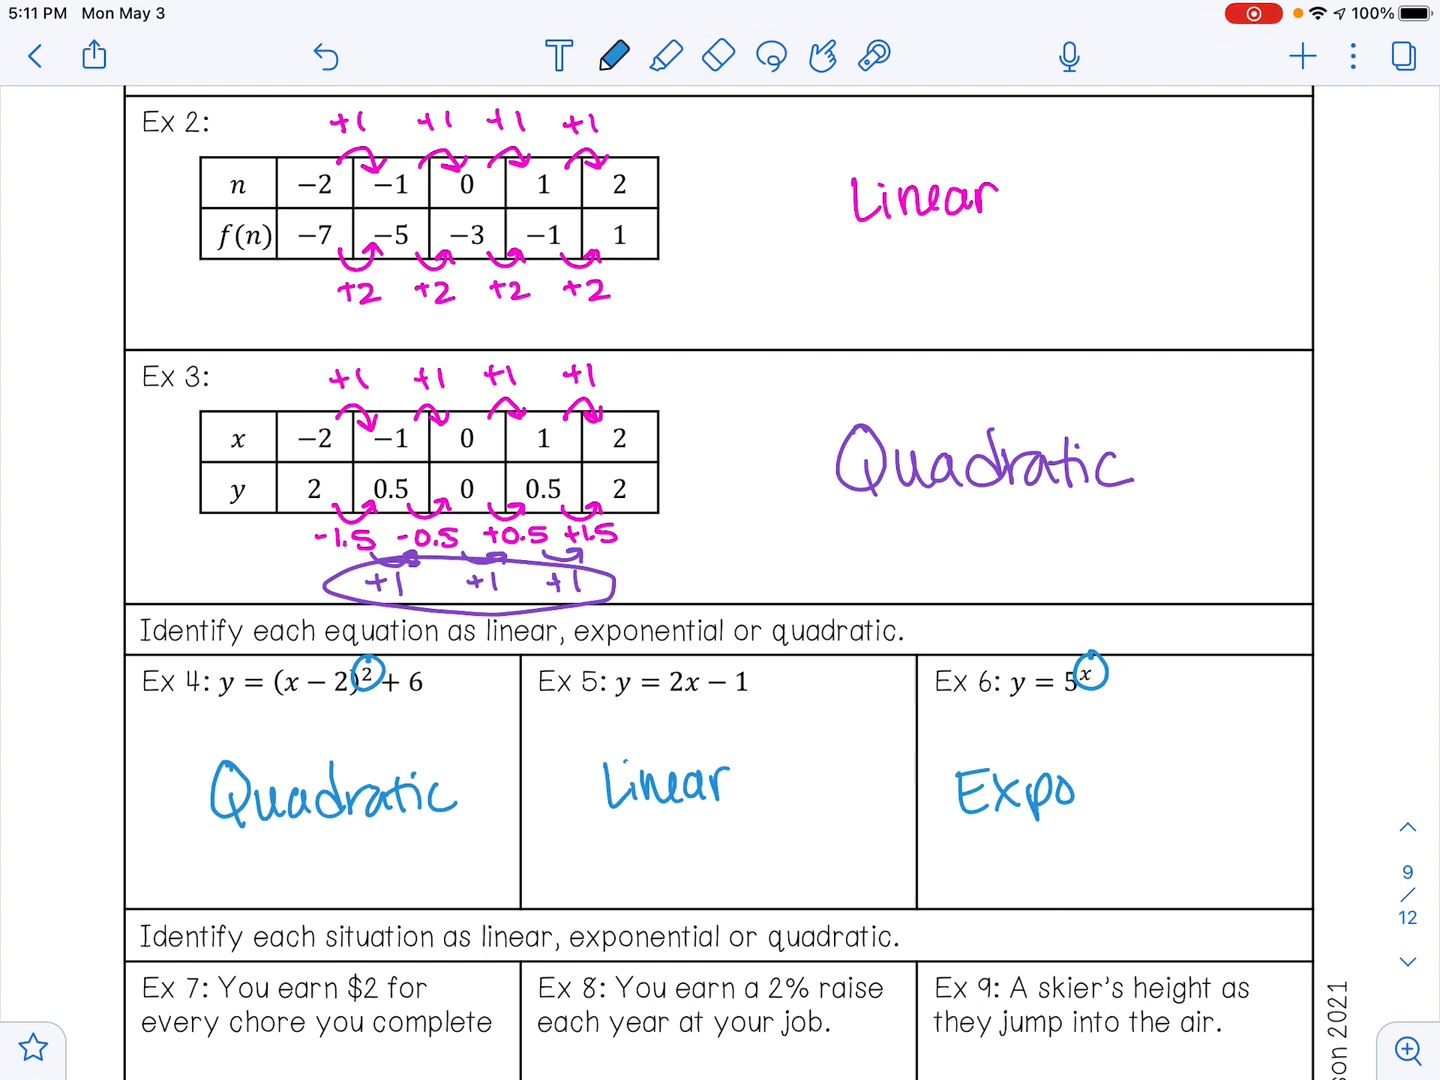 5:11 PM Mon May 3
100%
Ex 2:
+1 +1 +1 +1
n −2 −1 0 1 2
f(n) −7 −5 −3 −1 1
+2 +2 +2 +2
Linear
Ex 3:
+1 +1 +1 +1
x −2 −1 0 1 2
y 2 0.5 0 0.5 2
-1.5 -0.5 +0.5 +1.5
+1 +1 +1
Quadratic
Identify each equation as linear, exponential or quadratic.
Ex 4: y = (x − 2)² + 6
Quadratic
Ex 5: y = 2x − 1
Linear
Ex 6: y = 5ˣ
Expo
Identify each situation as linear, exponential or quadratic.
Ex 7: You earn $2 for
every chore you complete
Ex 8: You earn a 2% raise
each year at your job.
Ex 9: A skier's height as
they jump into the air.
son 2021
9
/
12